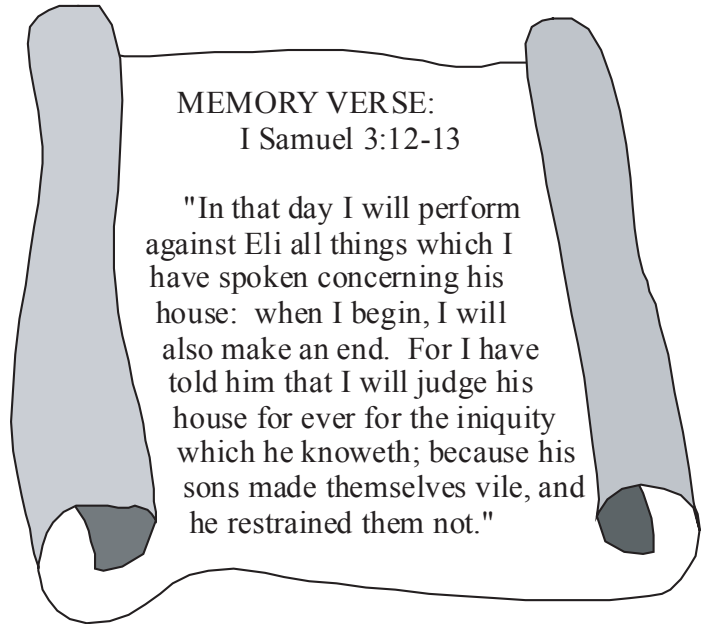 MEMORY VERSE:
I Samuel 3:12-13
"In that day I will perform
against Eli all things which I
have spoken concerning his
house:  when I begin, I will
also make an end.  For I have
told him that I will judge his
house for ever for the iniquity
which he knoweth; because his
sons made themselves vile, and
he restrained them not."